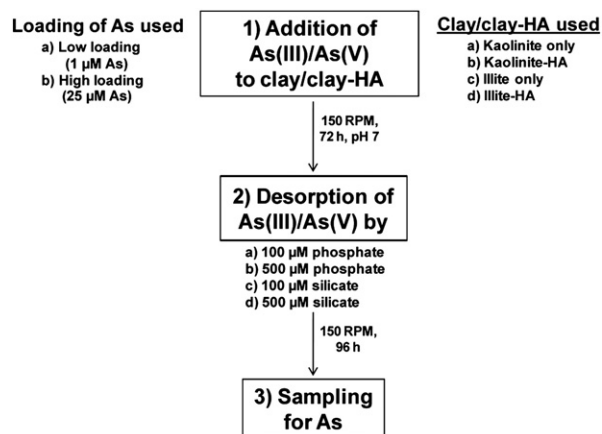 Loading of As used
a) Low loading
(1 µM As)
b) High loading
(25 µM As)
1) Addition of
As(III)/As(V)
to clay/clay-HA
Clay/clay-HA used
a) Kaolinite only
b) Kaolinite-HA
c) Illite only
d) Illite-HA
150 RPM,
72 h, pH 7
2) Desorption of
As(III)/As(V) by
a) 100 µM phosphate
b) 500 µM phosphate
c) 100 µM silicate
d) 500 µM silicate
150 RPM,
96 h
3) Sampling
for As